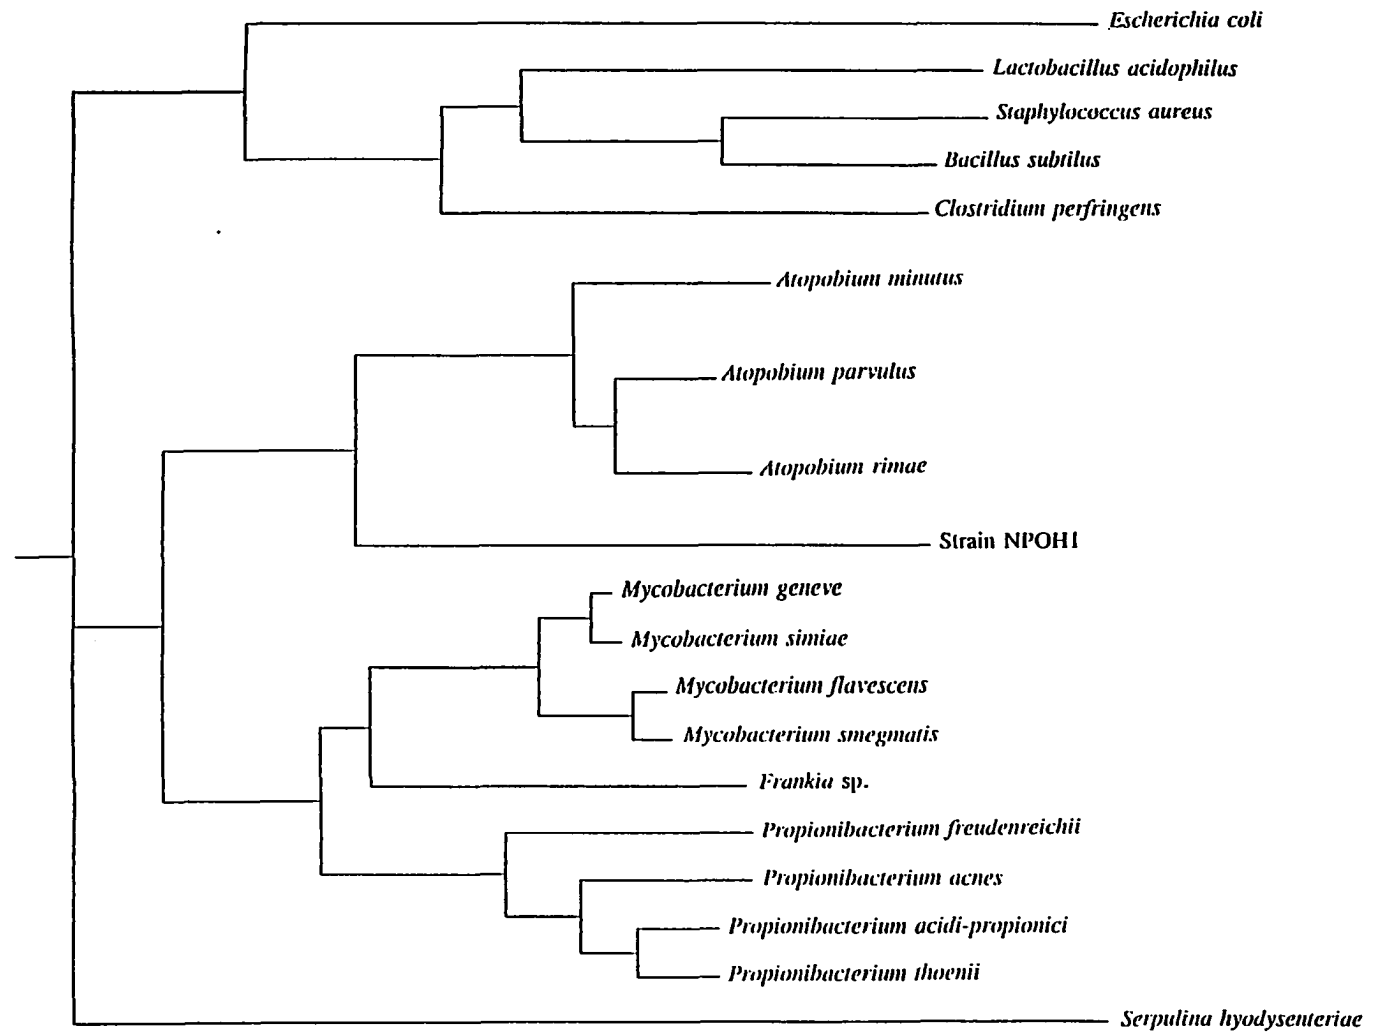 Escherichia coli
Lactobacillus acidophilus
Staphylococcus aureus
Bacillus subtilus
Clostridium perfringens
Atopobium minutus
Atopobium parvulus
Atopobium rimae
Strain NPOH1
Mycobacterium geneve
Mycobacterium simiae
Mycobacterium flavescens
Mycobacterium smegmatis
Frankia sp.
Propionibacterium freudenreichii
Propionibacterium acnes
Propionibacterium acidi-propionici
Propionibacterium thoenii
Serpulina hyodysenteriae